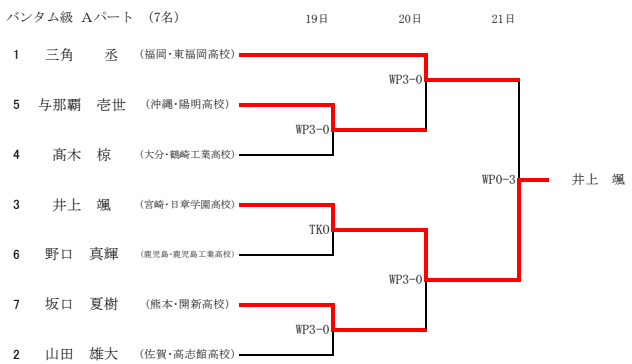 バンタム級 Aパート (7名) 19日 20日 21日
1 三角 丞 (福岡・東福岡高校)
WP3-0
5 与那覇 壱世 (沖縄・陽明高校)
WP3-0
4 髙木 椋 (大分・鶴崎工業高校)
WP0-3 井上 颯
3 井上 颯 (宮崎・日章学園高校)
TKO
6 野口 真輝 (鹿児島・鹿児島工業高校)
WP3-0
7 坂口 夏樹 (熊本・開新高校)
WP3-0
2 山田 雄大 (佐賀・高志館高校)